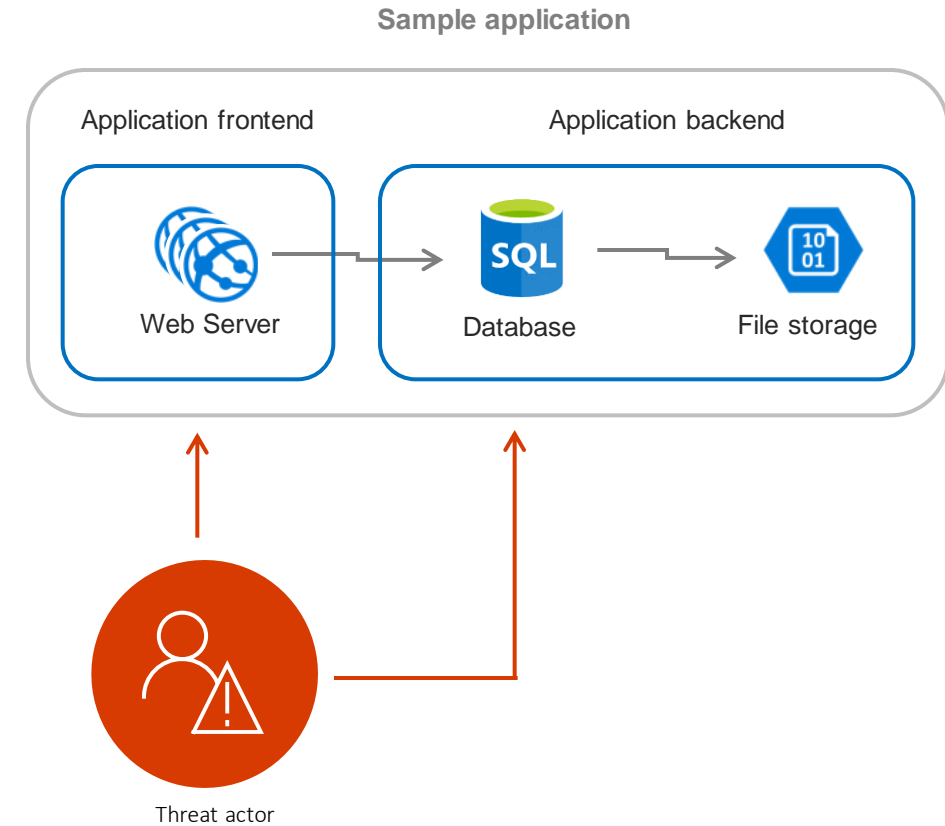 Sample application
Application frontend
Application backend
SQL
10
01
Web Server
Database
File storage
Threat actor